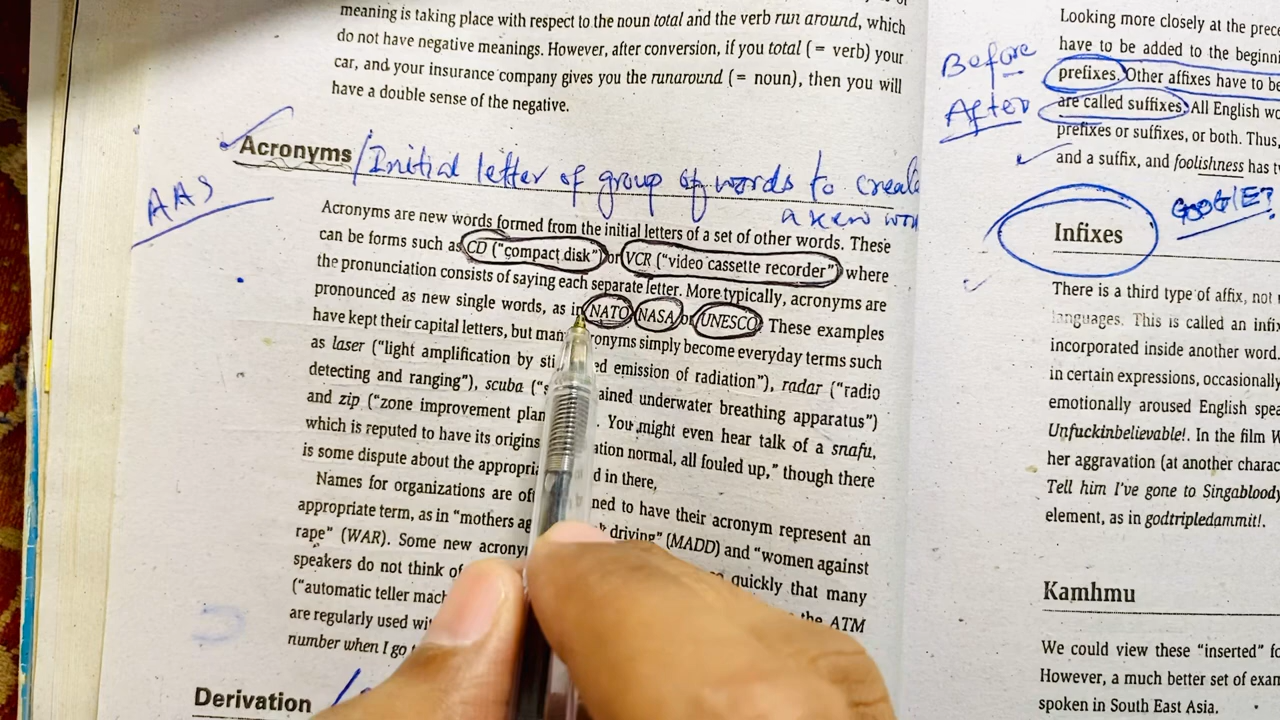 meaning is taking place with respect to the noun total and the verb run around, which
do not have negative meanings. However, after conversion, if you total (= verb) your
car, and your insurance company gives you the runaround (= noun), then you will
have a double sense of the negative.
Acronyms/Initial letter of group of words to
a new
AAS
Acronyms are new words formed from the initial letters of a set of other words. These
can be forms such as CD ("compact disk") or VCR ("video cassette recorder") where
the pronunciation consists of saying each separate letter. More typically, acronyms are
pronounced as new single words, as in NATO, NASA or UNESCO. These examples
have kept their capital letters, but many acronyms simply become everyday terms such
as laser ("light amplification by sti ed emission of radiation"), radar ("radio
detecting and ranging"), scuba ("s ained underwater breathing apparatus")
and zip ("zone improvement plan . You might even hear talk of a snafu,
which is reputed to have its origins ation normal, all fouled up," though there
is some dispute about the appropri d in there,
Names for organizations are of ned to have their acronym represent an
appropriate term, as in "mothers ag driving" (MADD) and "women against
rape" (WAR). Some new acrony quickly that many
speakers do not think of
("automatic teller mac the ATM
are regularly used wi
number when I go
Derivation
Before
After
Looking more closely at the prece
have to be added to the beginni
prefixes. Other affixes have to be
are called suffixes. All English wo
prefixes or suffixes, or both. Thus,
and a suffix, and foolishness has t
GOOGLE?
Infixes
There is a third type of affix, not
languages. This is called an infi
incorporated inside another word
in certain expressions, occasionally
emotionally aroused English spe
Unfuckinbelievable!. In the film W
her aggravation (at another charac
Tell him I've gone to Singabloody
element, as in godtripledammit!.
Kamhmu
We could view these "inserted" fo
However, a much better set of exam
spoken in South East Asia.